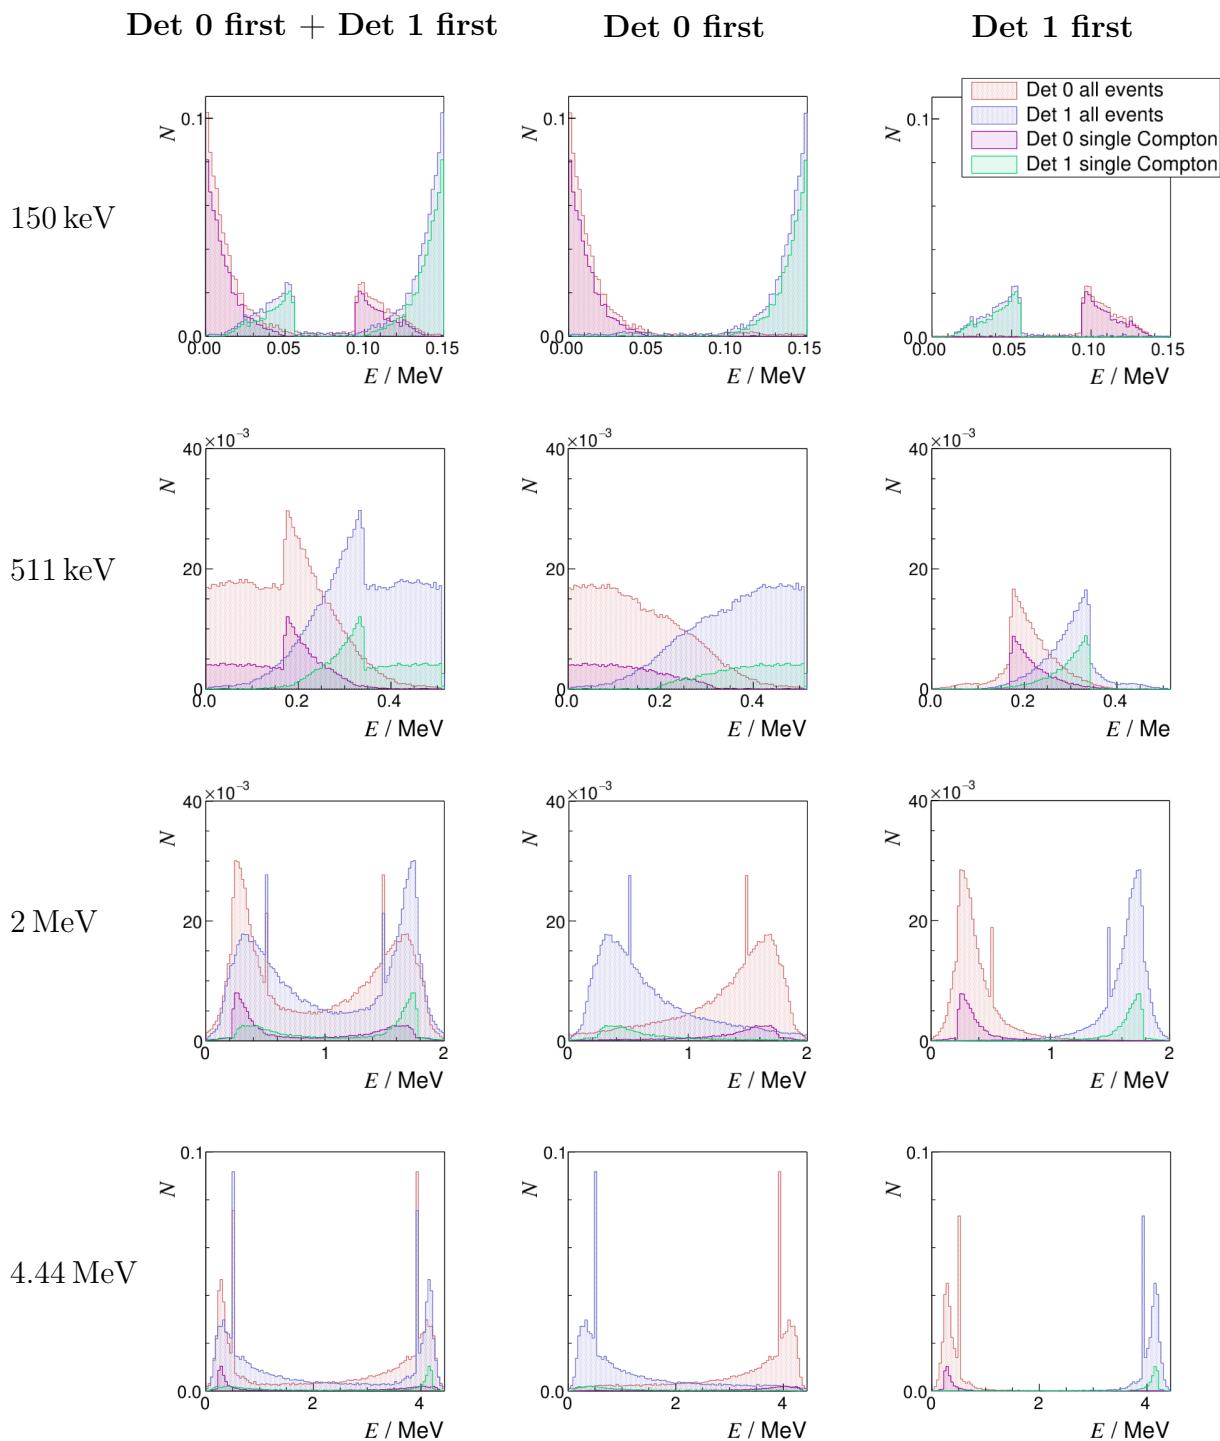 Det 0 first + Det 1 first
Det 0 first
Det 1 first
Det 0 all events
Det 1 all events
Det 0 single Compton
Det 1 single Compton
150 keV
N
0.1
0.0
0.00 0.05 0.10 0.15
E / MeV
N
0.1
0.0
0.00 0.05 0.10 0.15
E / MeV
N
0.1
0.0
0.00 0.05 0.10 0.15
E / MeV
511 keV
×10⁻³
N
40
20
0
0.0 0.2 0.4
E / MeV
×10⁻³
N
40
20
0
0.0 0.2 0.4
E / MeV
×10⁻³
N
40
20
0
0.0 0.2 0.4
E / Me
2 MeV
×10⁻³
N
40
20
0
0 1 2
E / MeV
×10⁻³
N
40
20
0
0 1 2
E / MeV
×10⁻³
N
40
20
0
0 1 2
E / MeV
4.44 MeV
N
0.1
0.0
0 2 4
E / MeV
N
0.1
0.0
0 2 4
E / MeV
N
0.1
0.0
0 2 4
E / MeV